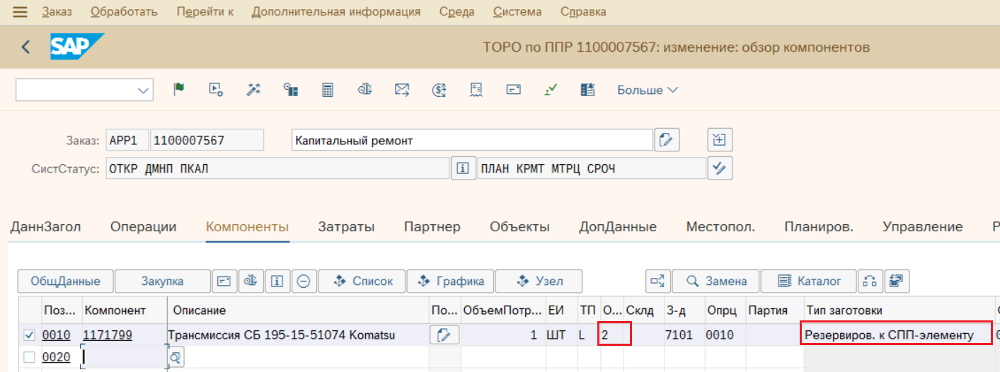 Заказ Обработать Перейти к Дополнительная информация Среда Система Справка
SAP ТОРО по ППР 1100007567: изменение: обзор компонентов
Больше
Заказ: APP1 1100007567 Капитальный ремонт
СистСтатус: ОТКР ДМНП ПКАЛ ПЛАН КРМТ МТРЦ СРОЧ
ДаннЗагол Операции Компоненты Затраты Партнер Объекты ДопДанные Местопол. Планиров. Управление Р
ОбщДанные Закупка Список Графика Узел Замена Каталог
Поз... Компонент Описание По... ОбъемПотр... ЕИ ТП О... Склд З-д Опрц Партия Тип заготовки
0010 1171799 Трансмиссия СБ 195-15-51074 Komatsu 1 ШТ L 2 7101 0010 Резервиров. к СПП-элементу
0020